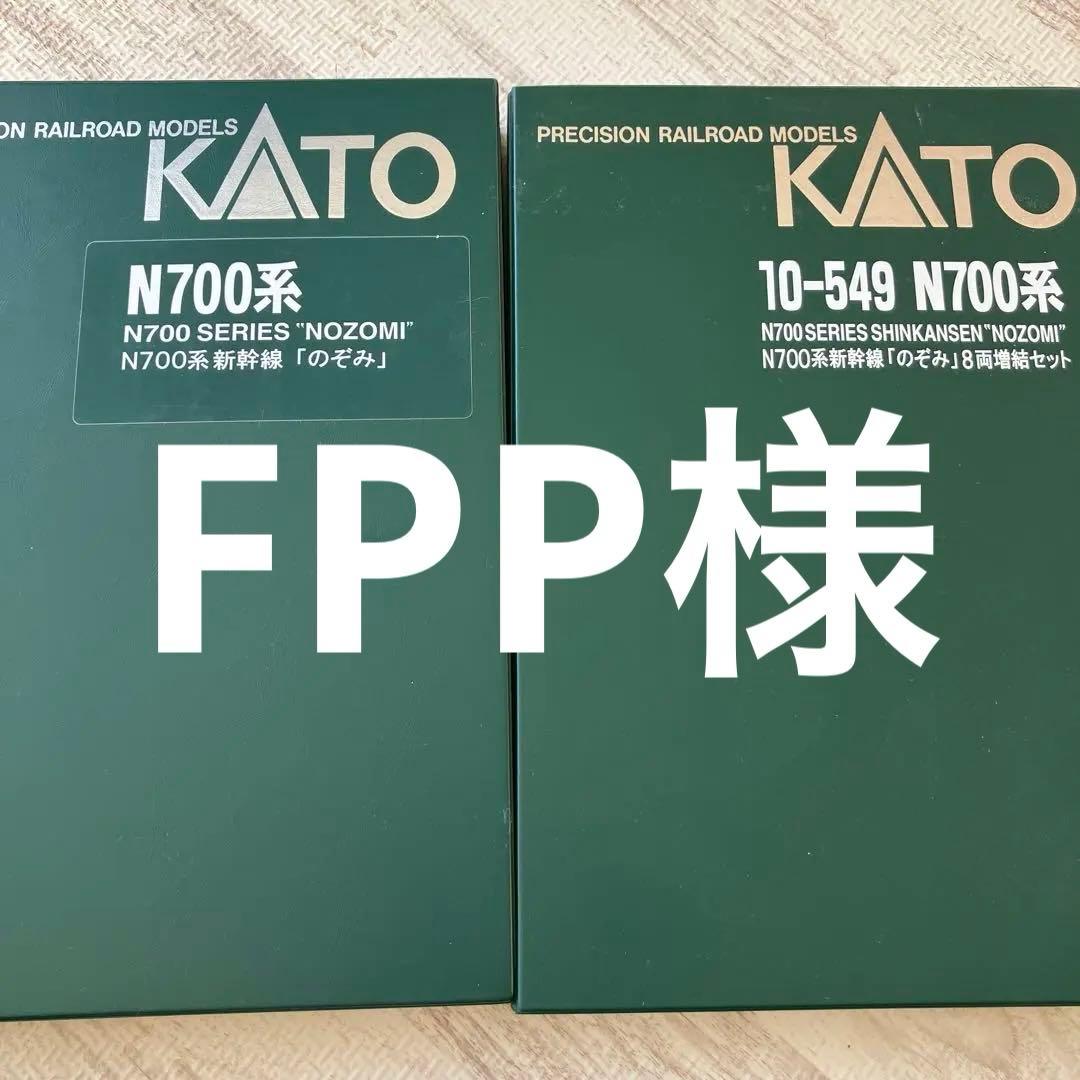 ON RAILROAD MODELS
KATO
N700系
N700 SERIES "NOZOMI"
N700系新幹線「のぞみ」
PRECISION RAILROAD MODELS
KATO
10-549 N700系
N700 SERIES SHINKANSEN "NOZOMI"
N700系新幹線「のぞみ」8両増結セット
FPP様